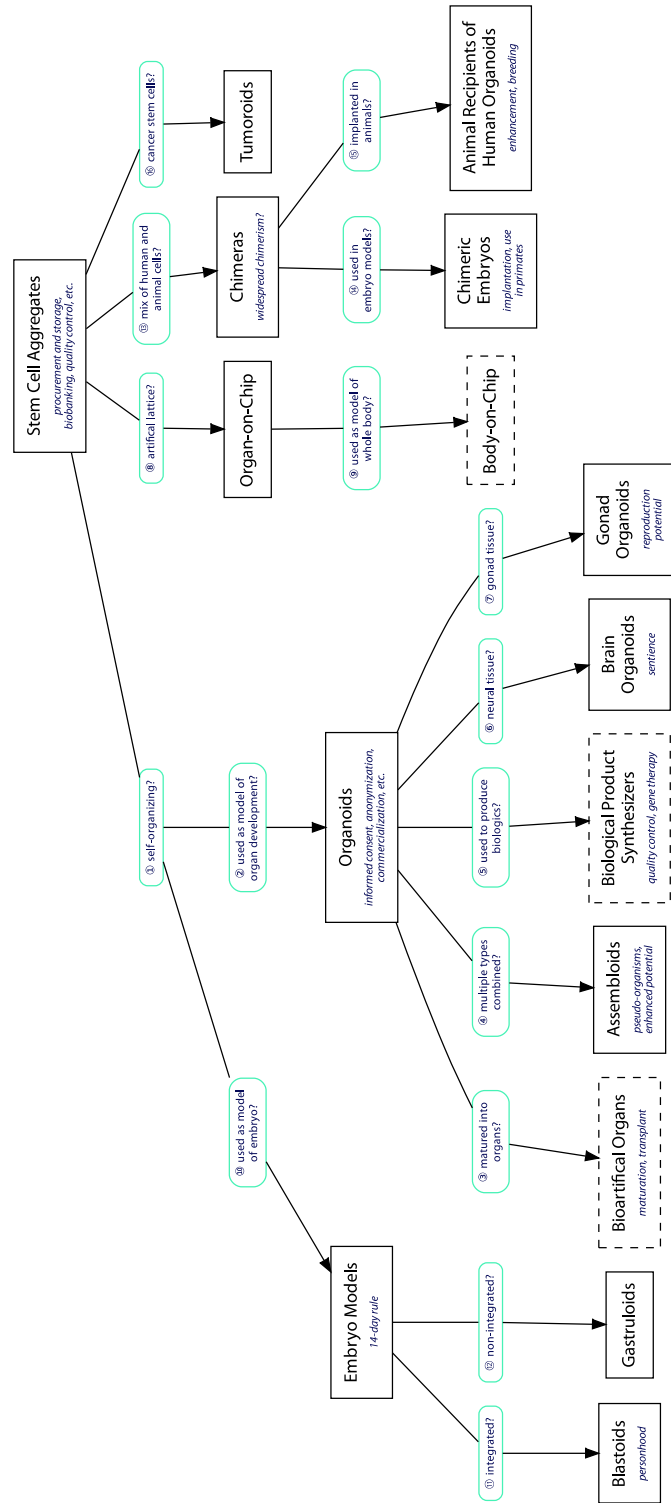 Stem Cell Aggregates
procurement and storage,
biobanking, quality control, etc.
① self-organizing?
⑧ artifical lattice?
⑬ mix of human and
animal cells?
⑯ cancer stem cells?
⑩ used as model
of embryo?
② used as model of
organ development?
Organ-on-Chip
Chimeras
widespread chimerism?
Tumoroids
Embryo Models
14-day rule
Organoids
informed consent, anonymization,
commercialization, etc.
⑨ used as model of
whole body?
⑭ used in
embryo models?
⑮ implanted in
animals?
⑪ integrated?
⑫ non-integrated?
③ matured into
organs?
④ multiple types
combined?
⑤ used to produce
biologics?
⑥ neural tissue?
⑦ gonad tissue?
Body-on-Chip
Chimeric
Embryos
implantation, use
in primates
Animal Recipients of
Human Organoids
enhancement, breeding
Blastoids
personhood
Gastruloids
Bioartifical Organs
maturation, transplant
Assembloids
pseudo-organisms,
enhanced potential
Biological Product
Synthesizers
quality control, gene therapy
Brain
Organoids
sentience
Gonad
Organoids
reproduction
potential